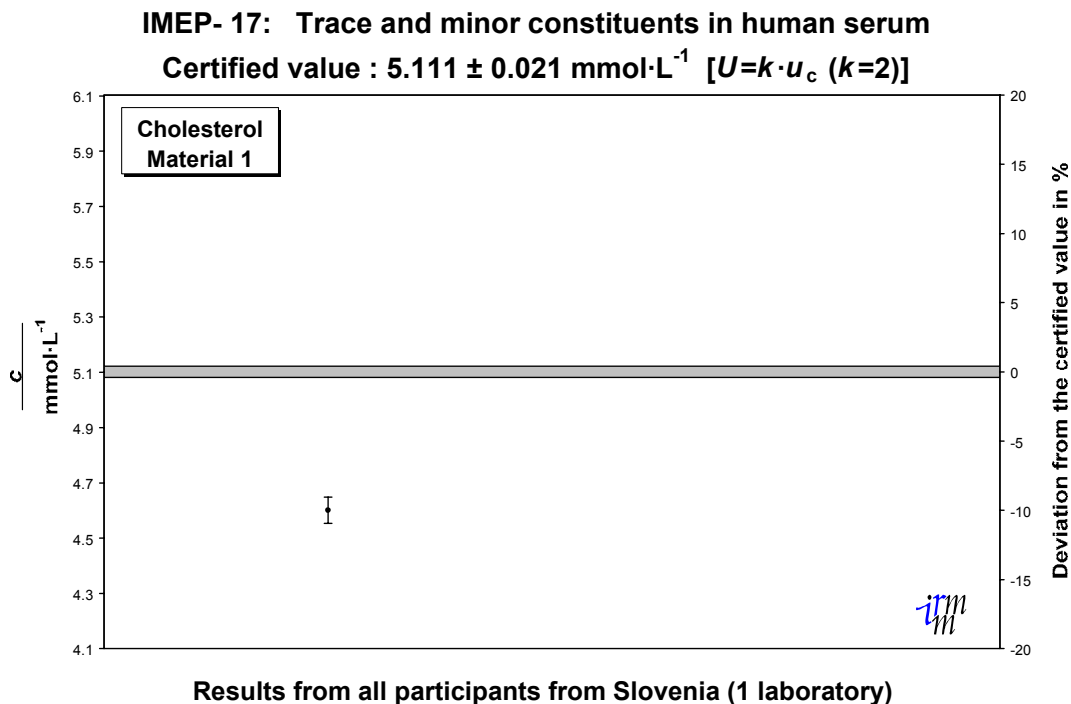 IMEP- 17: Trace and minor constituents in human serum
Certified value : 5.111 ± 0.021 mmol·L⁻¹ [U=k·u_c (k=2)]
Cholesterol
Material 1
6.1
5.9
5.7
5.5
5.3
5.1
4.9
4.7
4.5
4.3
4.1
c
mmol·L⁻¹
20
15
10
5
0
-5
-10
-15
-20
Deviation from the certified value in %
irmm
Results from all participants from Slovenia (1 laboratory)